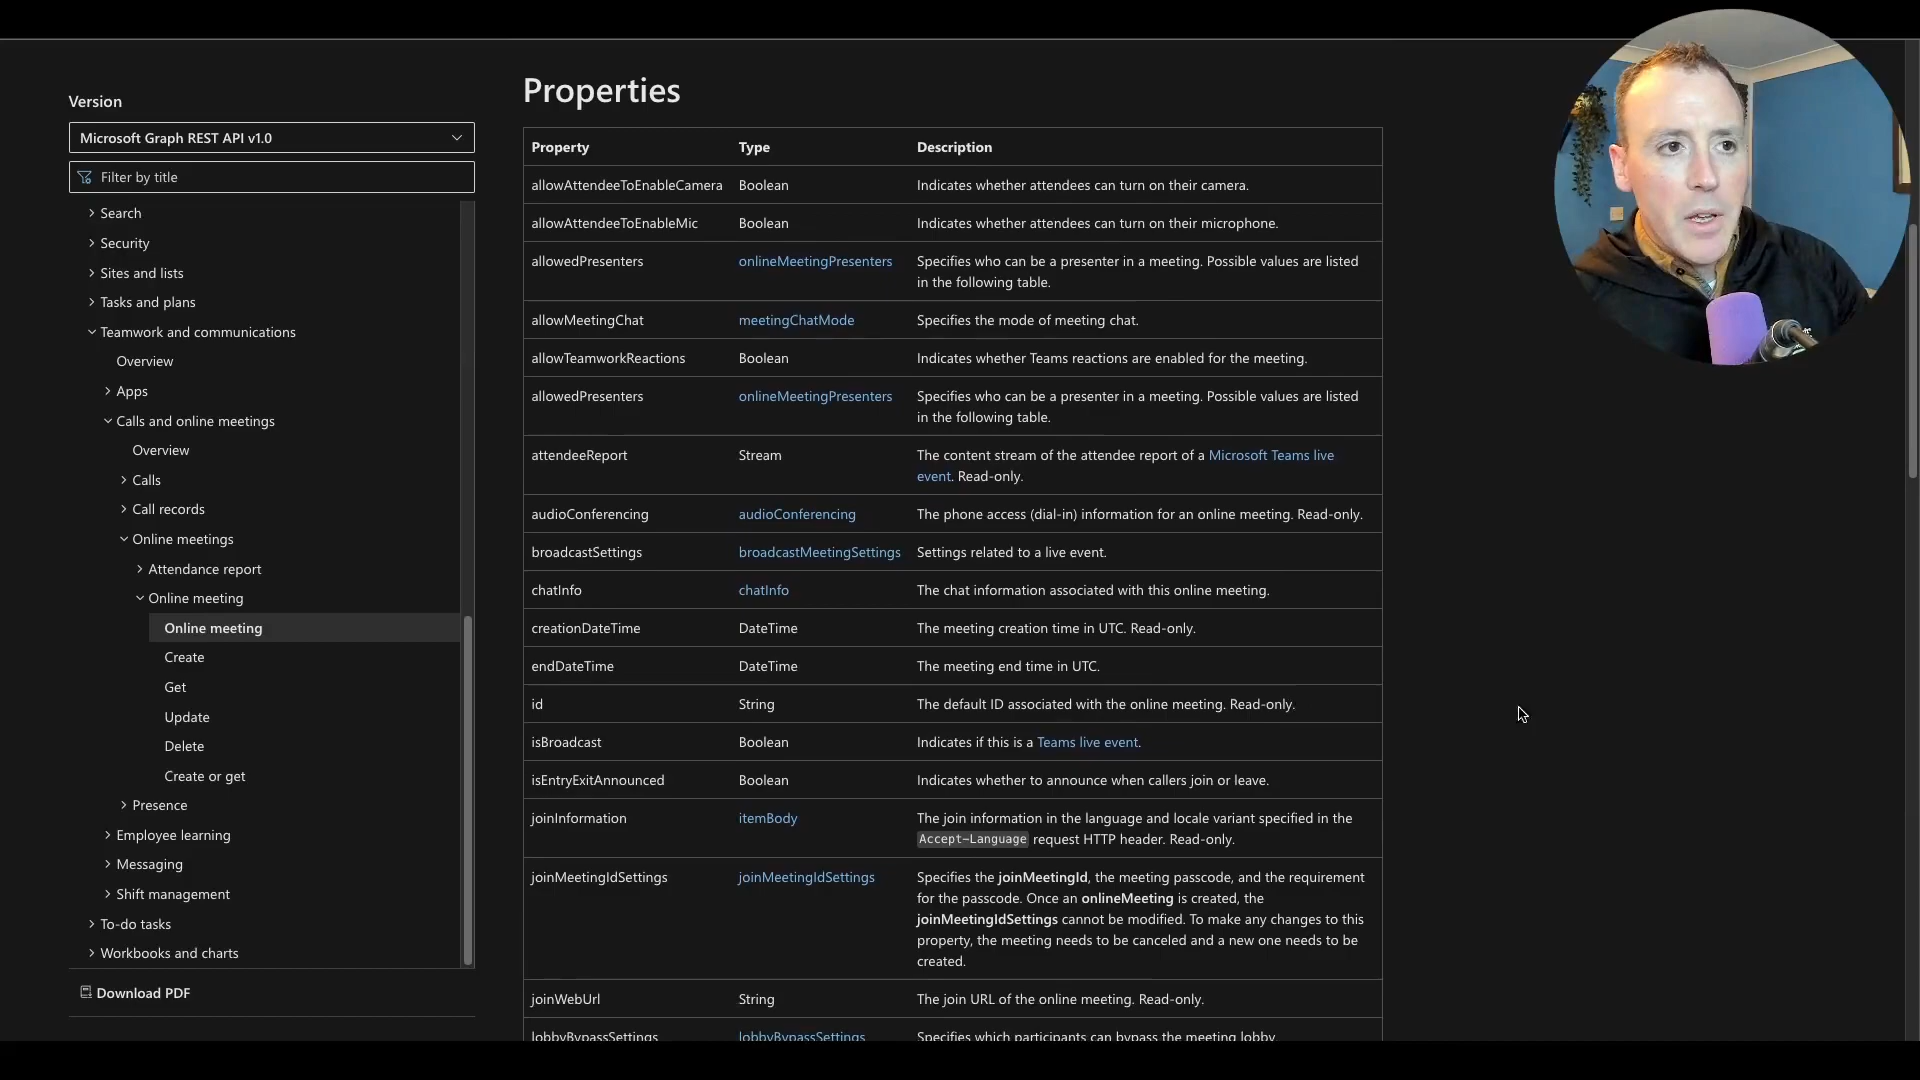 Version
Microsoft Graph REST API v1.0
Filter by title
Search
Security
Sites and lists
Tasks and plans
Teamwork and communications
Overview
Apps
Calls and online meetings
Overview
Calls
Call records
Online meetings
Attendance report
Online meeting
Online meeting
Create
Get
Update
Delete
Create or get
Presence
Employee learning
Messaging
Shift management
To-do tasks
Workbooks and charts
Download PDF
Properties
Property Type Description
allowAttendeeToEnableCamera Boolean Indicates whether attendees can turn on their camera.
allowAttendeeToEnableMic Boolean Indicates whether attendees can turn on their microphone.
allowedPresenters onlineMeetingPresenters Specifies who can be a presenter in a meeting. Possible values are listed
in the following table.
allowMeetingChat meetingChatMode Specifies the mode of meeting chat.
allowTeamworkReactions Boolean Indicates whether Teams reactions are enabled for the meeting.
allowedPresenters onlineMeetingPresenters Specifies who can be a presenter in a meeting. Possible values are listed
in the following table.
attendeeReport Stream The content stream of the attendee report of a Microsoft Teams live
event. Read-only.
audioConferencing audioConferencing The phone access (dial-in) information for an online meeting. Read-only.
broadcastSettings broadcastMeetingSettings Settings related to a live event.
chatInfo chatInfo The chat information associated with this online meeting.
creationDateTime DateTime The meeting creation time in UTC. Read-only.
endDateTime DateTime The meeting end time in UTC.
id String The default ID associated with the online meeting. Read-only.
isBroadcast Boolean Indicates if this is a Teams live event.
isEntryExitAnnounced Boolean Indicates whether to announce when callers join or leave.
joinInformation itemBody The join information in the language and locale variant specified in the
Accept-Language request HTTP header. Read-only.
joinMeetingIdSettings joinMeetingIdSettings Specifies the joinMeetingId, the meeting passcode, and the requirement
for the passcode. Once an onlineMeeting is created, the
joinMeetingIdSettings cannot be modified. To make any changes to this
property, the meeting needs to be canceled and a new one needs to be
created.
joinWebUrl String The join URL of the online meeting. Read-only.
lobbyBypassSettings lobbyBypassSettings Specifies which participants can bypass the meeting lobby.